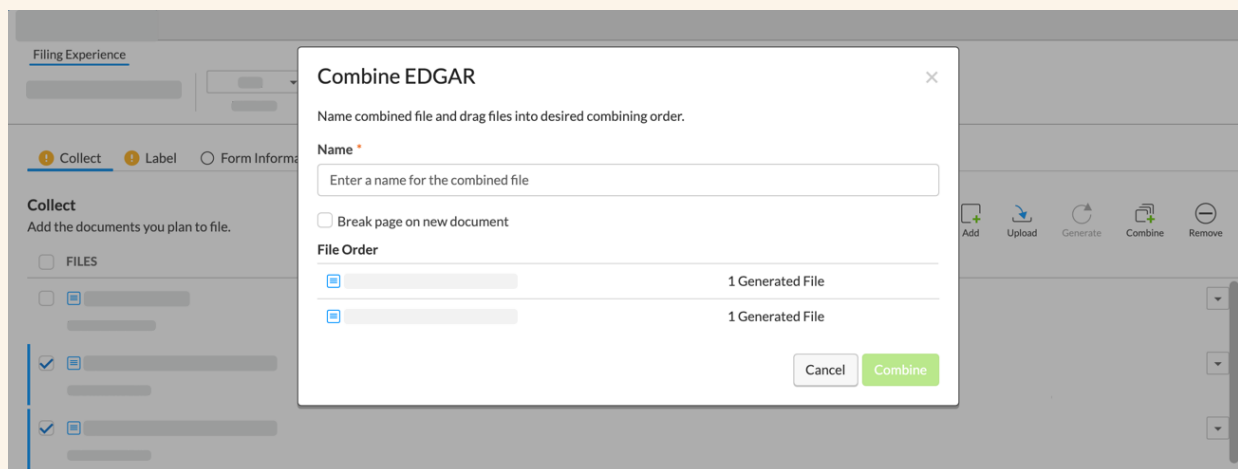 Filing Experience
Combine EDGAR
Name combined file and drag files into desired combining order.
Name *
Enter a name for the combined file
Break page on new document
File Order
1 Generated File
1 Generated File
Cancel
Combine
Collect
Label
Form Informa
Collect
Add the documents you plan to file.
Add
Upload
Generate
Combine
Remove
FILES